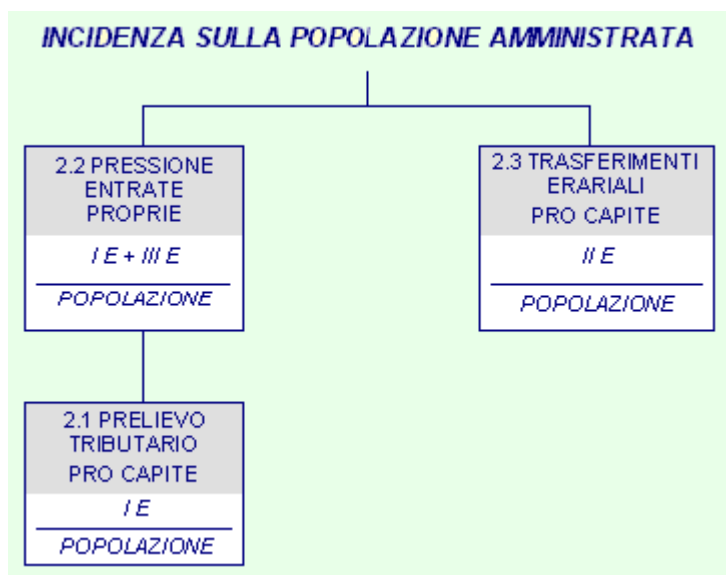 INCIDENZA SULLA POPOLAZIONE AMMINISTRATA
2.2 PRESSIONE
ENTRATE
PROPRIE
I E + III E
POPOLAZIONE
2.3 TRASFERIMENTI
ERARIALI
PRO CAPITE
II E
POPOLAZIONE
2.1 PRELIEVO
TRIBUTARIO
PRO CAPITE
I E
POPOLAZIONE